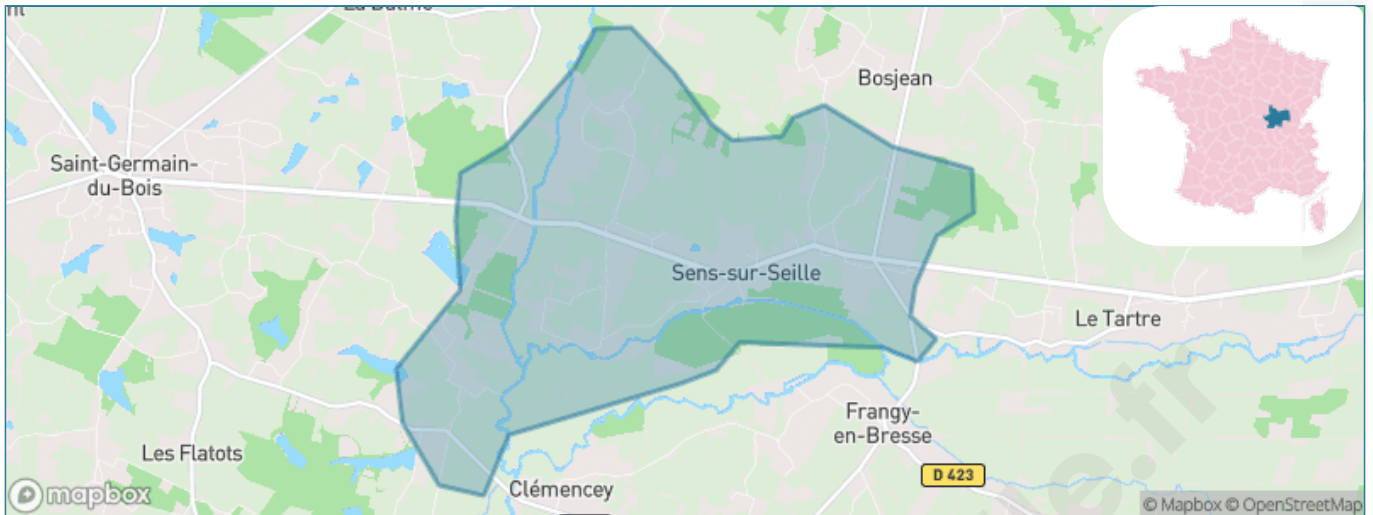 Bosjean
Saint-Germain-
du-Bois
Sens-sur-Seille
Le Tartre
Frangy-
en-Bresse
Les Flatots
D 423
Clémencey
mapbox
© Mapbox © OpenStreetMap